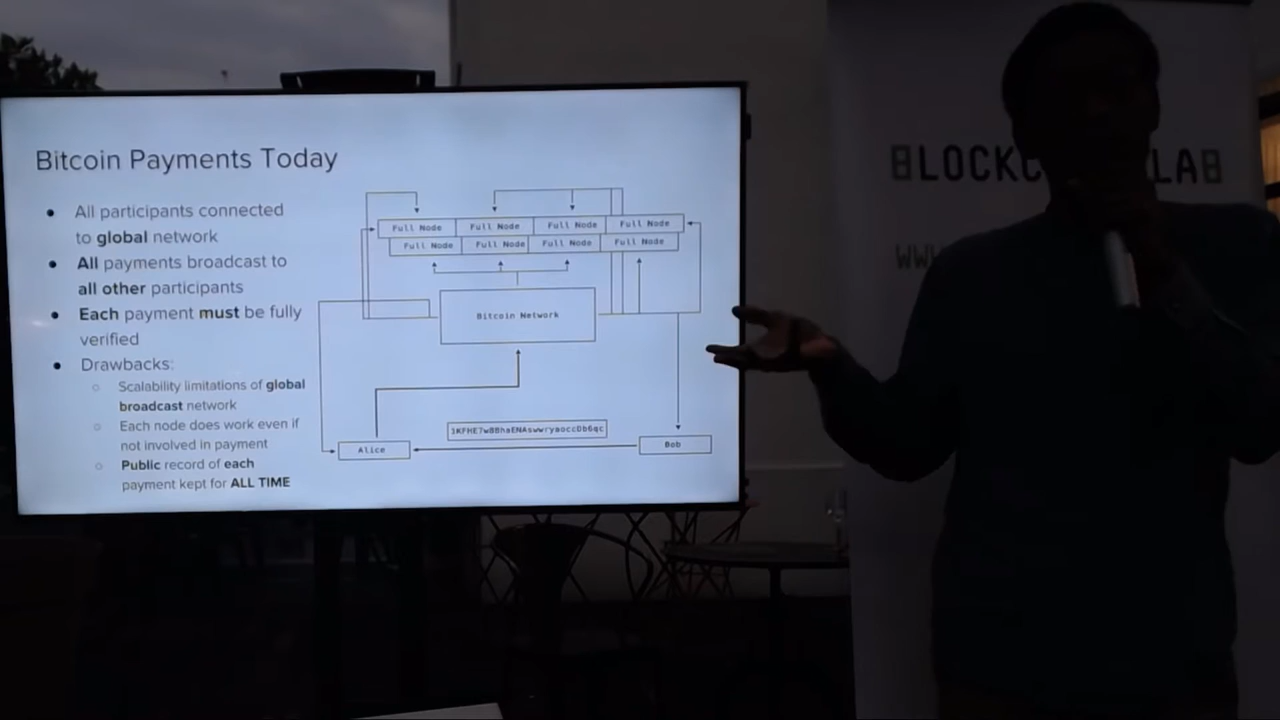 Bitcoin Payments Today
All participants connected
to global network
All payments broadcast to
all other participants
Each payment must be fully
verified
Drawbacks:
Scalability limitations of global
broadcast network
Each node does work even if
not involved in payment
Public record of each
payment kept for ALL TIME
Full Node Full Node Full Node Full Node
Full Node Full Node Full Node Full Node
Bitcoin Network
Alice
Bob